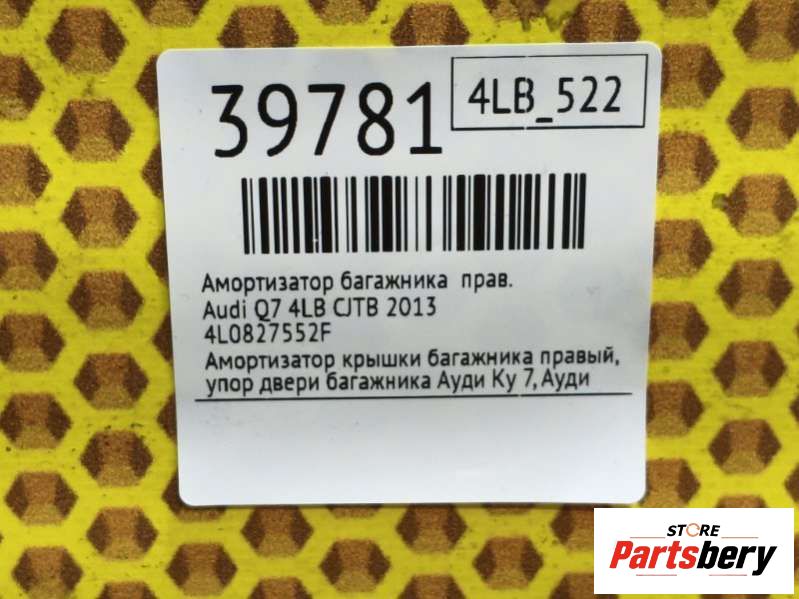 39781
4LB_522
Амортизатор багажника прав.
Audi Q7 4LB CJTB 2013
4L0827552F
Амортизатор крышки багажника правый,
упор двери багажника Ауди Ку 7, Ауди
STORE
Partsbery